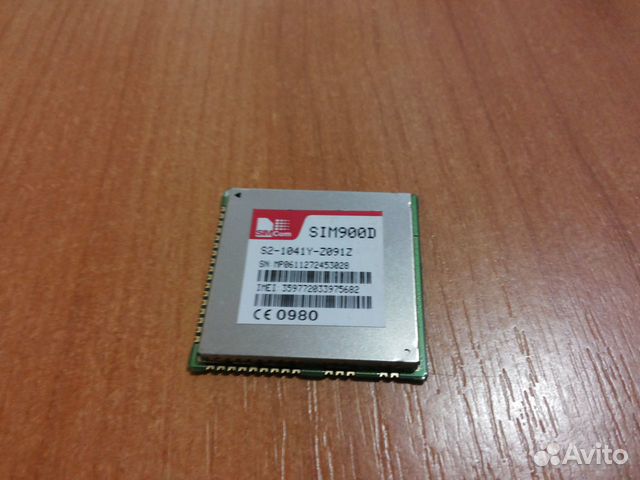 SIMCom
SIM900D
S2-1041Y-Z091Z
SN MP0611272453028
IMEI 359772033975682
CE0980
Avito